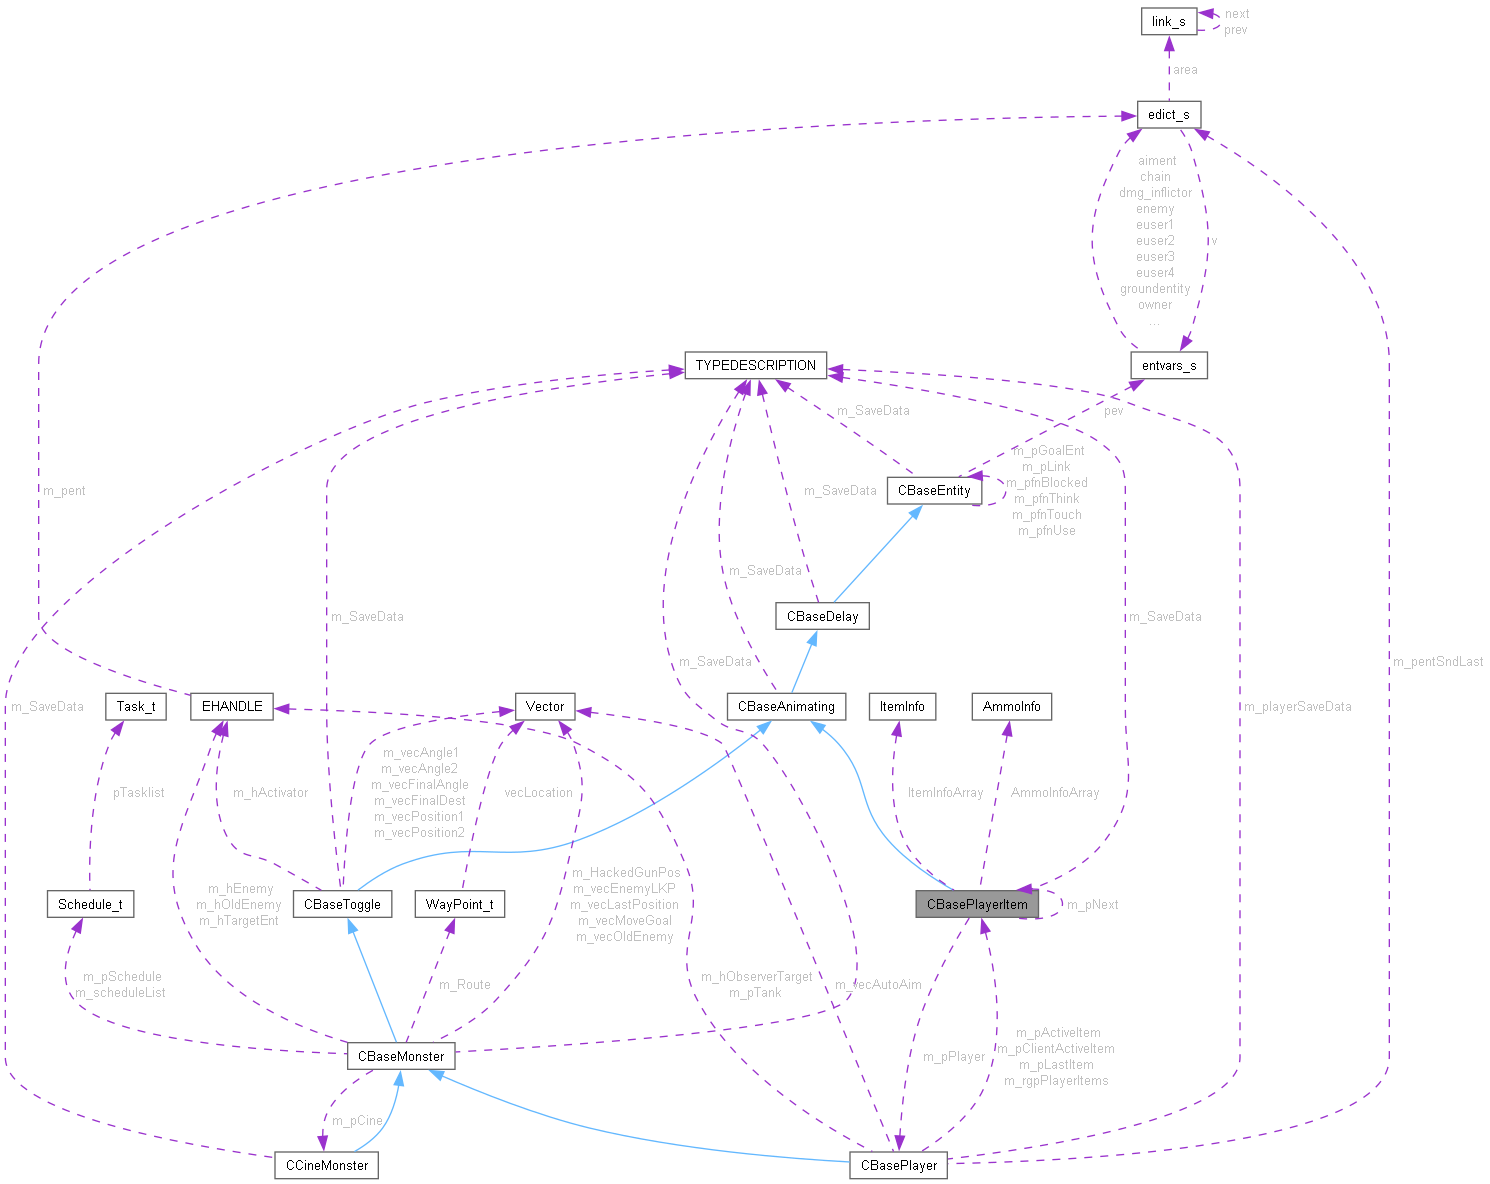 link_s
next
prev
area
edict_s
aiment
chain
dmg_inflictor
enemy
euser1
euser2
euser3
euser4
groundentity
owner
...
v
TYPEDESCRIPTION
entvars_s
m_SaveData
pev
m_pGoalEnt
m_pLink
m_pfnBlocked
m_pfnThink
m_pfnTouch
m_pfnUse
CBaseEntity
m_pent
m_SaveData
m_SaveData
CBaseDelay
m_SaveData
m_SaveData
m_SaveData
m_pentSndLast
m_SaveData
m_playerSaveData
Task_t
EHANDLE
Vector
CBaseAnimating
ItemInfo
AmmoInfo
m_vecAngle1
m_vecAngle2
m_vecFinalAngle
m_vecFinalDest
m_vecPosition1
m_vecPosition2
pTasklist
m_hActivator
vecLocation
ItemInfoArray
AmmoInfoArray
m_hEnemy
m_hOldEnemy
m_hTargetEnt
m_HackedGunPos
m_vecEnemyLKP
m_vecLastPosition
m_vecMoveGoal
m_vecOldEnemy
Schedule_t
CBaseToggle
WayPoint_t
CBasePlayerItem
m_pNext
m_pSchedule
m_scheduleList
m_Route
m_hObserverTarget
m_pTank
m_vecAutoAim
m_pPlayer
m_pActiveItem
m_pClientActiveItem
m_pLastItem
m_rgpPlayerItems
CBaseMonster
m_pCine
CCineMonster
CBasePlayer